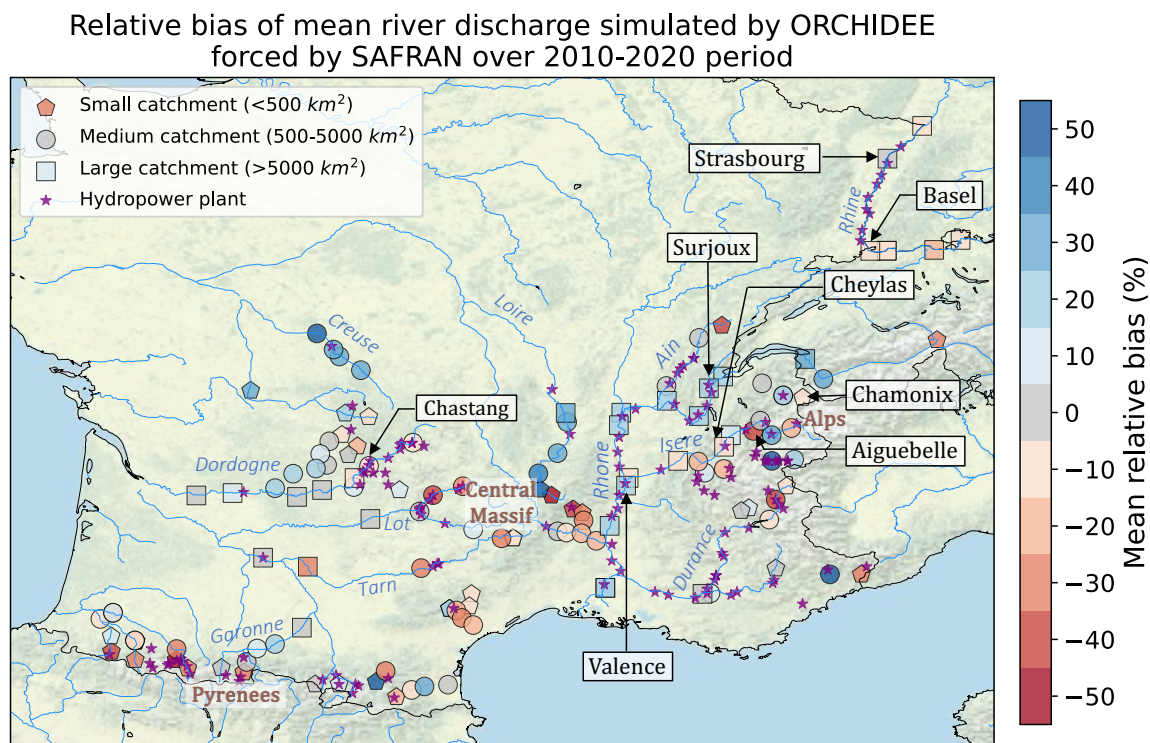 Relative bias of mean river discharge simulated by ORCHIDEE
forced by SAFRAN over 2010-2020 period
Small catchment (<500 km²)
Medium catchment (500-5000 km²)
Large catchment (>5000 km²)
Hydropower plant
Strasbourg
Rhine
Basel
Surjoux
Cheylas
Loire
Creuse
Ain
Chamonix
Chastang
Alps
Isere
Aiguebelle
Dordogne
Rhone
Central
Massif
Lot
Durance
Tarn
Garonne
Valence
Pyrenees
50
40
30
20
10
0
−10
−20
−30
−40
−50
Mean relative bias (%)